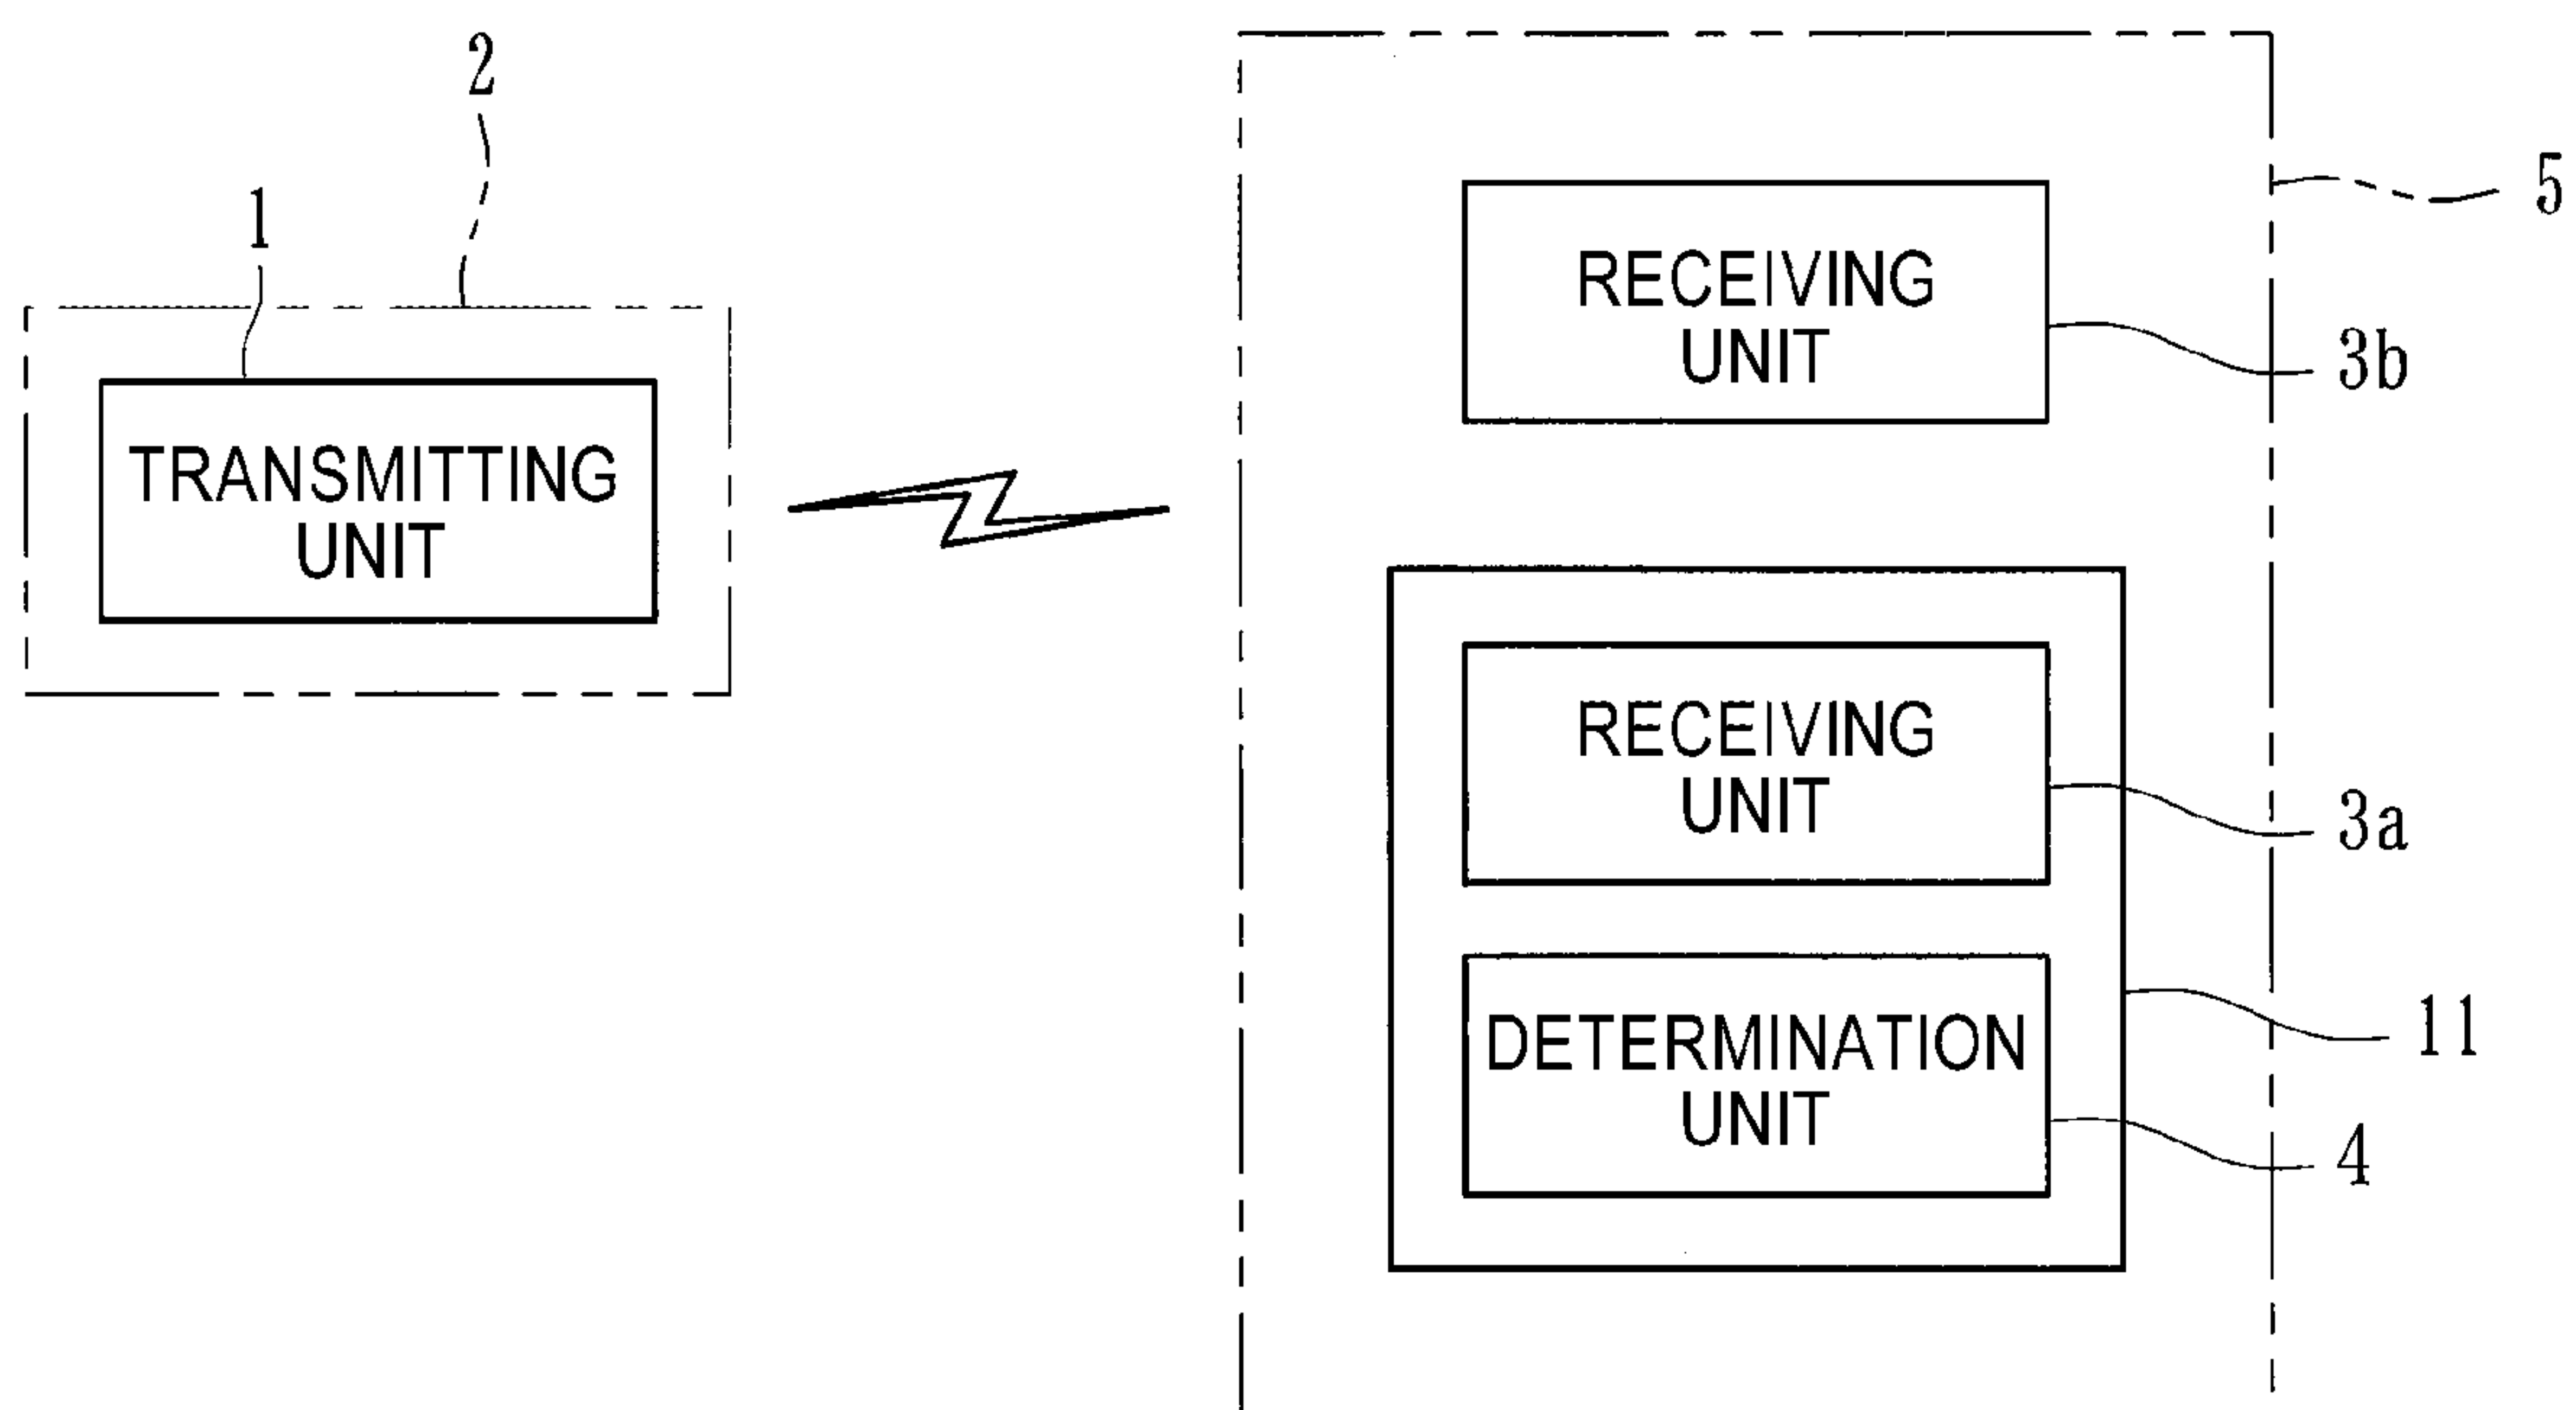 2
1
TRANSMITTING
UNIT
5
RECEIVING
UNIT
3b
RECEIVING
UNIT
3a
DETERMINATION
UNIT
11
4